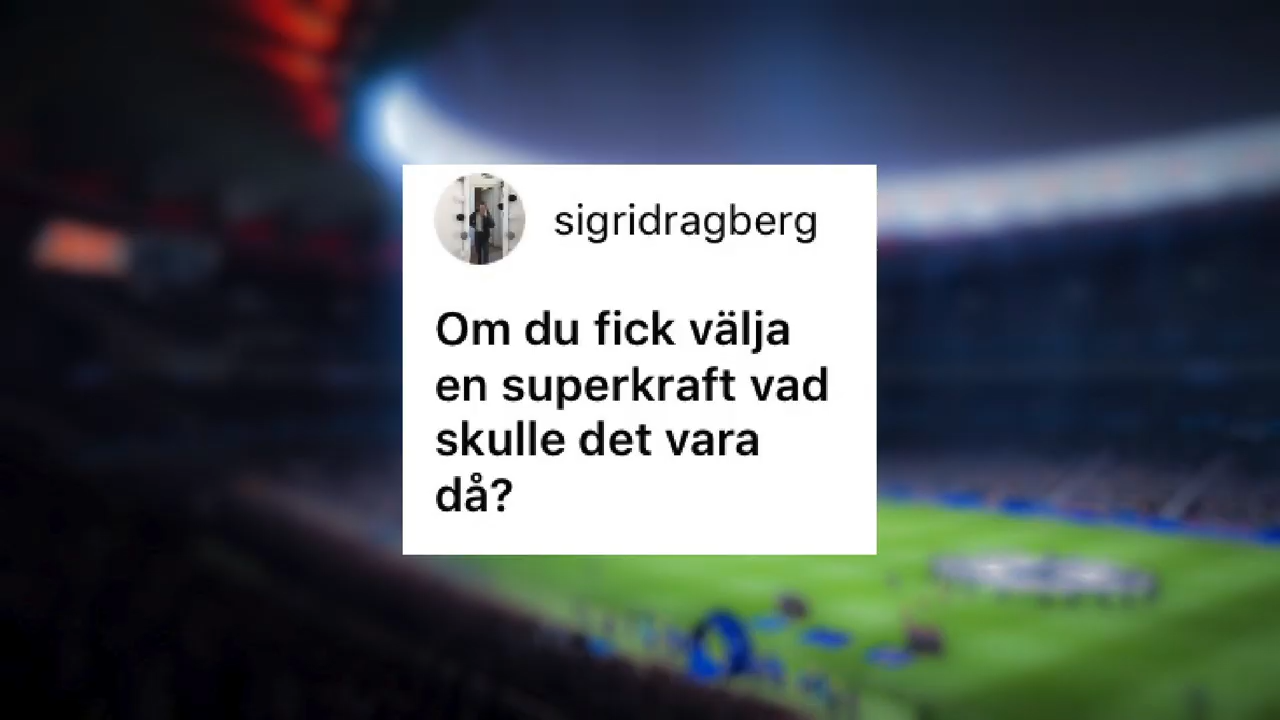 sigridragberg
Om du fick välja
en superkraft vad
skulle det vara
då?